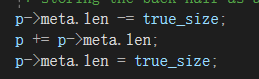 p->meta.len -= true_size;
p += p->meta.len;
p->meta.len = true_size;